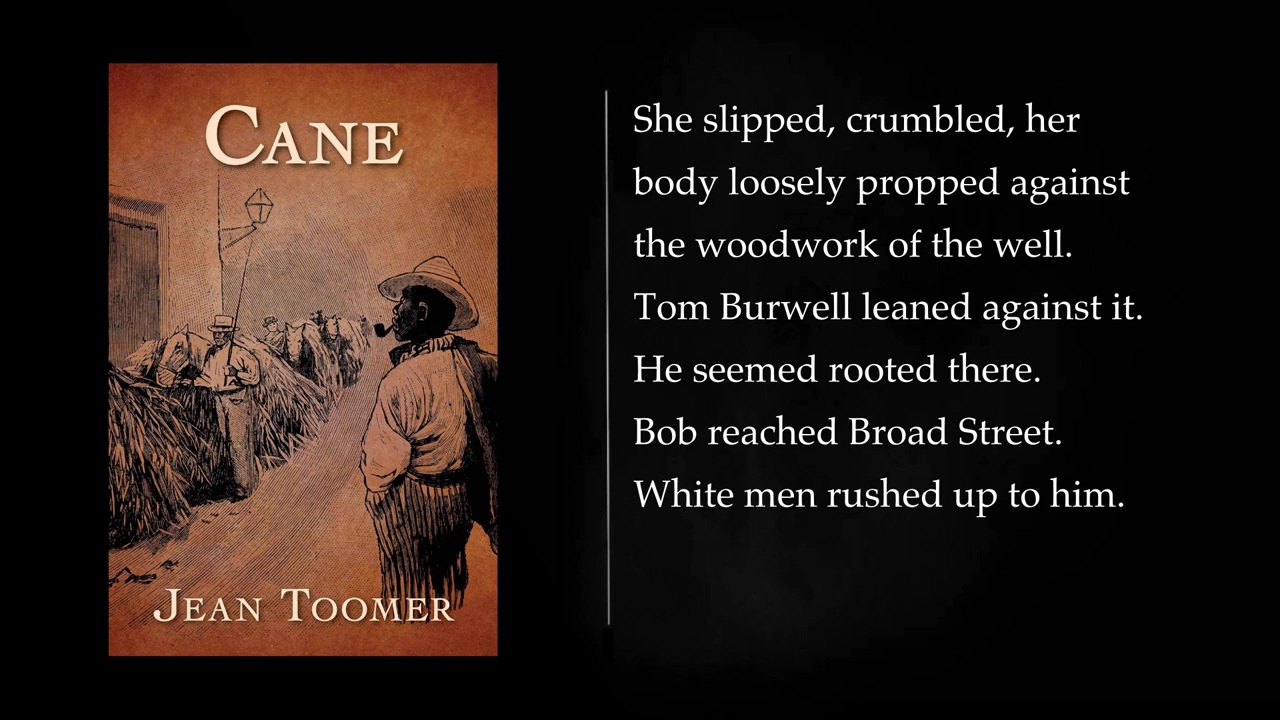 CANE
JEAN TOOMER
She slipped, crumbled, her
body loosely propped against
the woodwork of the well.
Tom Burwell leaned against it.
He seemed rooted there.
Bob reached Broad Street.
White men rushed up to him.